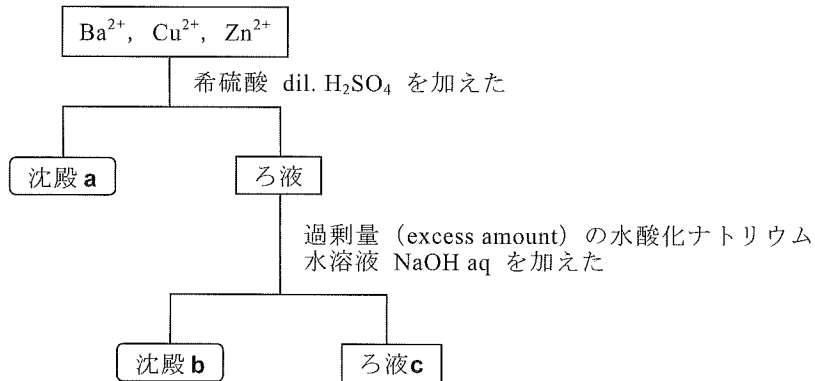 Ba²⁺, Cu²⁺, Zn²⁺
希硫酸 dil. H₂SO₄ を加えた
沈殿 a
ろ液
過剰量（excess amount）の水酸化ナトリウム
水溶液 NaOH aq を加えた
沈殿 b
ろ液c